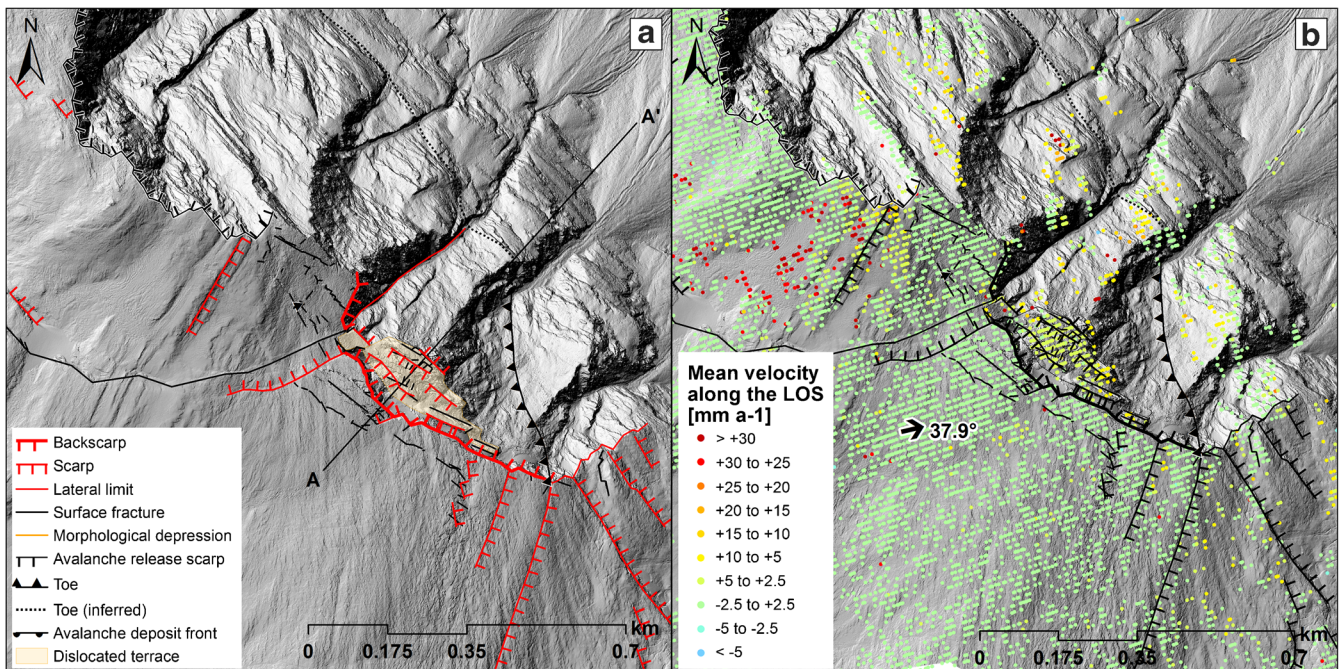 N
a
A'
A
Backscarp
Scarp
Lateral limit
Surface fracture
Morphological depression
Avalanche release scarp
Toe
Toe (inferred)
Avalanche deposit front
Dislocated terrace
km
0 0.175 0.35 0.7
N
b
Mean velocity
along the LOS
[mm a-1]
> +30
+30 to +25
+25 to +20
+20 to +15
+15 to +10
+10 to +5
+5 to +2.5
-2.5 to +2.5
-5 to -2.5
< -5
37.9°
km
0 0.175 0.35 0.7